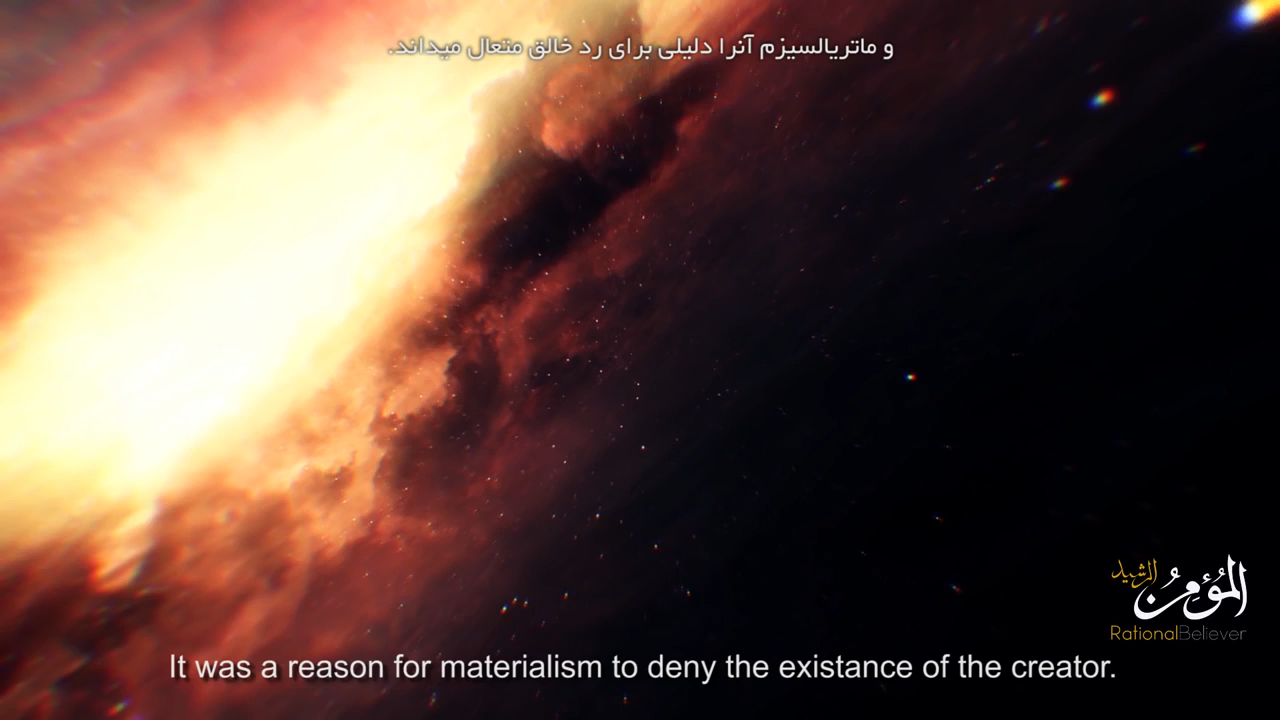 و ماتریالسیزم آنرا دلیلی برای رد خالق متعال میداند.
المؤمن الرشید
RationalBeliever
It was a reason for materialism to deny the existance of the creator.